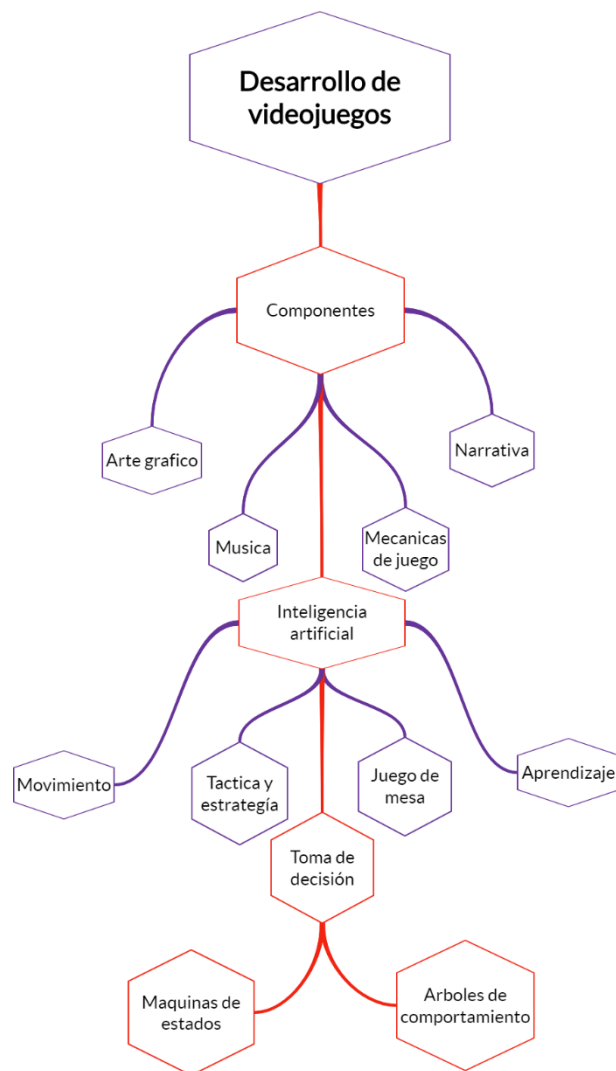 Desarrollo de
videojuegos
Componentes
Arte grafico
Narrativa
Musica
Mecanicas
de juego
Inteligencia
artificial
Movimiento
Tactica y
estrategía
Juego de
mesa
Aprendizaje
Toma de
decisión
Maquinas de
estados
Arboles de
comportamiento